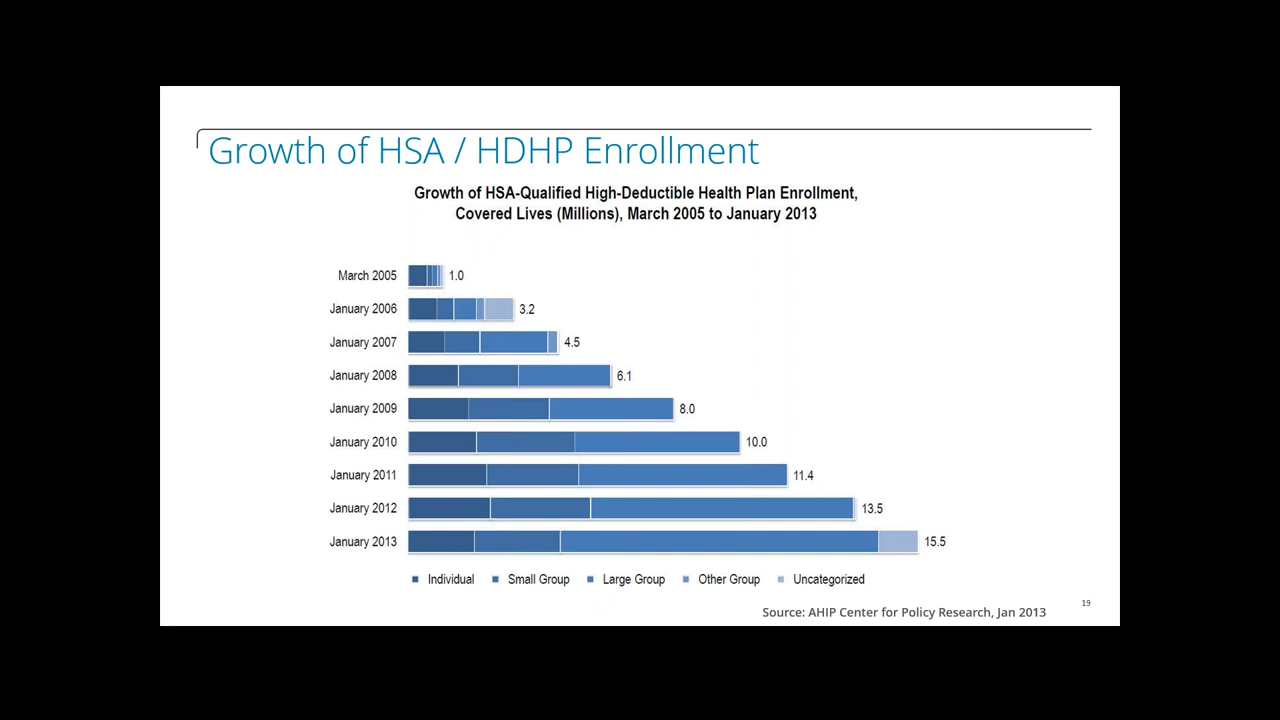 Growth of HSA / HDHP Enrollment
Growth of HSA-Qualified High-Deductible Health Plan Enrollment,
Covered Lives (Millions), March 2005 to January 2013
March 2005 1.0
January 2006 3.2
January 2007 4.5
January 2008 6.1
January 2009 8.0
January 2010 10.0
January 2011 11.4
January 2012 13.5
January 2013 15.5
Individual Small Group Large Group Other Group Uncategorized
19
Source: AHIP Center for Policy Research, Jan 2013